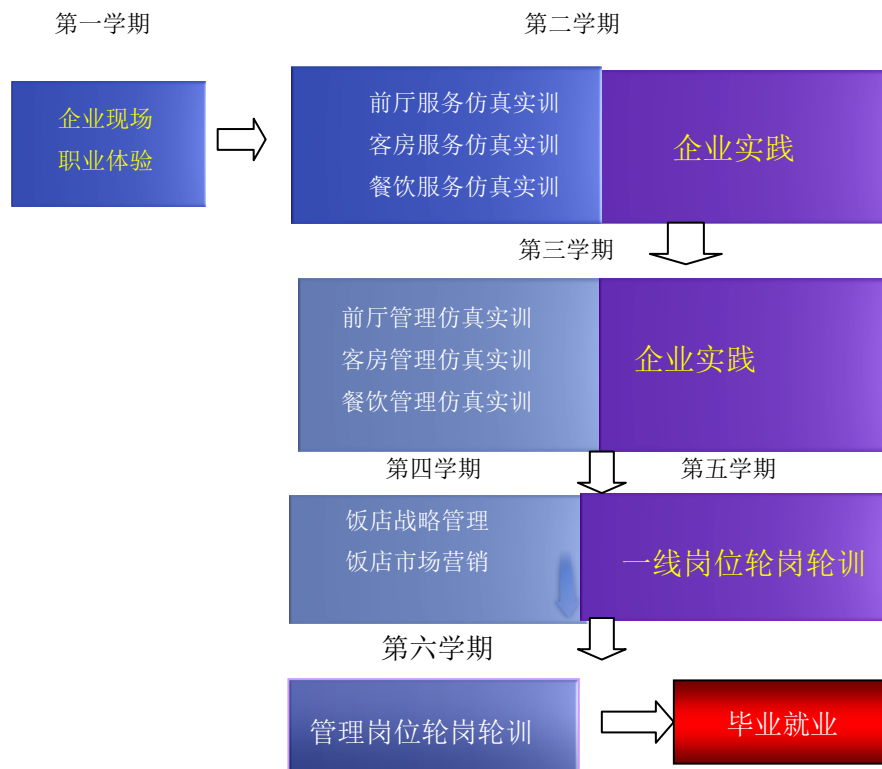 第一学期
第二学期
企业现场
职业体验
前厅服务仿真实训
客房服务仿真实训
餐饮服务仿真实训
企业实践
第三学期
前厅管理仿真实训
客房管理仿真实训
餐饮管理仿真实训
企业实践
第四学期
第五学期
饭店战略管理
饭店市场营销
一线岗位轮岗轮训
第六学期
管理岗位轮岗轮训
毕业就业